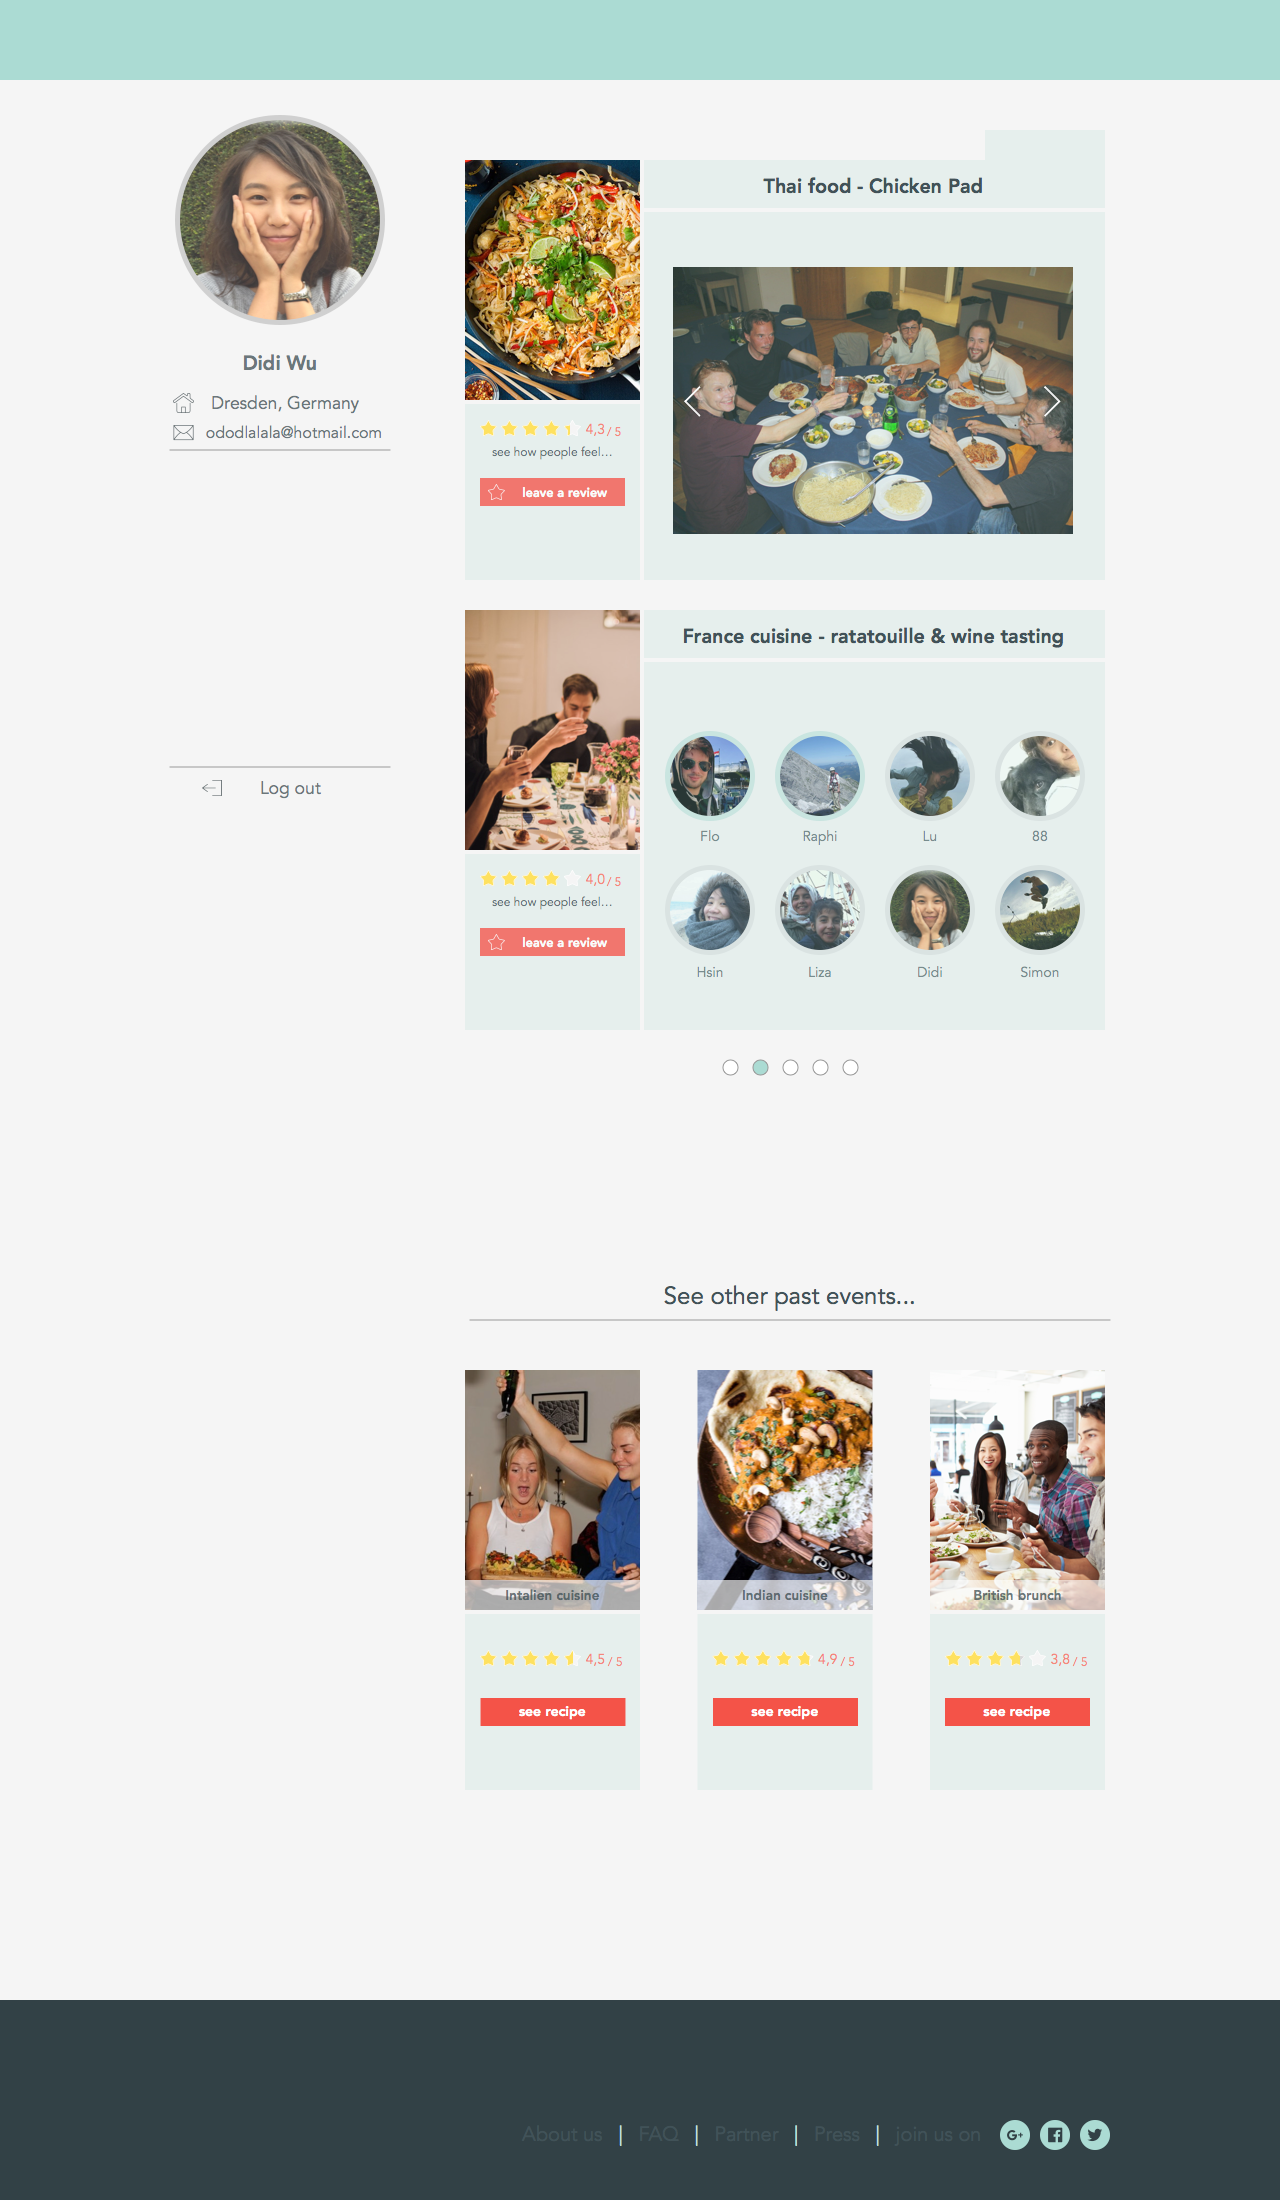 Didi Wu
Dresden, Germany
ododlalala@hotmail.com
Log out
Thai food - Chicken Pad
4,3 / 5
see how people feel...
leave a review
France cuisine - ratatouille & wine tasting
Flo
Raphi
Lu
88
Hsin
Liza
Didi
Simon
4,0 / 5
see how people feel...
leave a review
See other past events...
Intalien cuisine
Indian cuisine
British brunch
4,5 / 5
4,9 / 5
3,8 / 5
see recipe
see recipe
see recipe
About us | FAQ | Partner | Press | join us on